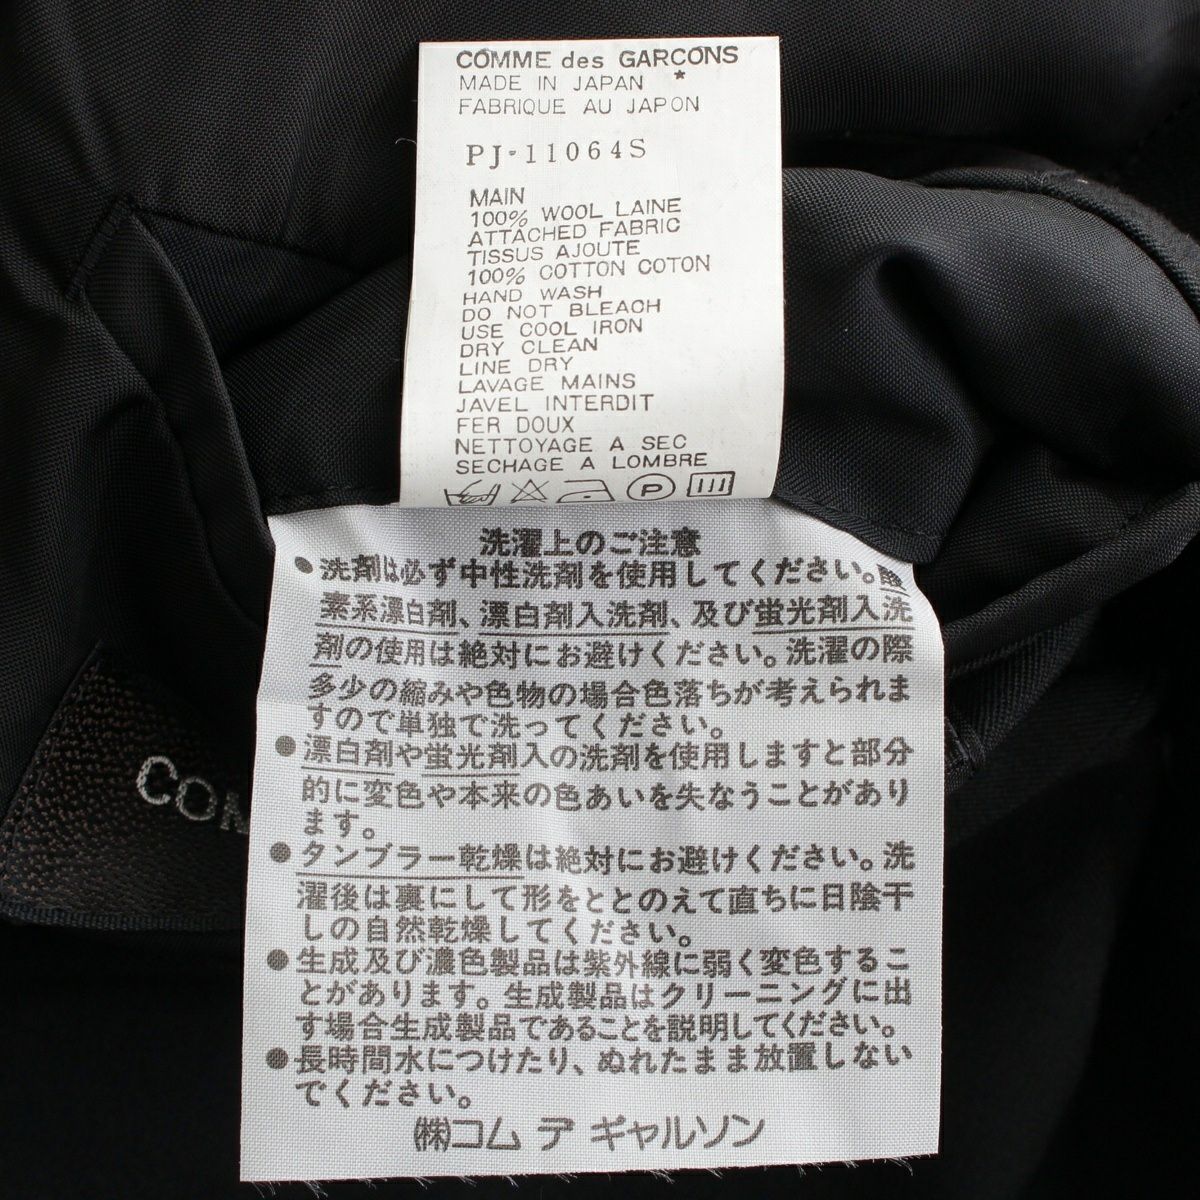 COMME des GARCONS
MADE IN JAPAN *
FABRIQUE AU JAPON
PJ-11064S
MAIN
100% WOOL LAINE
ATTACHED FABRIC
TISSUS AJOUTE
100% COTTON COTON
HAND WASH
DO NOT BLEACH
USE COOL IRON
DRY CLEAN
LINE DRY
LAVAGE MAINS
JAVEL INTERDIT
FER DOUX
NETTOYAGE A SEC
SECHAGE A LOMBRE
P
洗濯上のご注意
●洗剤は必ず中性洗剤を使用してください。酸
素系漂白剤、漂白剤入洗剤、及び蛍光剤入洗
剤の使用は絶対にお避けください。洗濯の際
多少の縮みや色物の場合色落ちが考えられま
すので単独で洗ってください。
●漂白剤や蛍光剤入の洗剤を使用しますと部分
的に変色や本来の色あいを失なうことがあり
ます。
●タンブラー乾燥は絶対にお避けください。洗
濯後は裏にして形をととのえて直ちに日陰干
しの自然乾燥してください。
●生成及び濃色製品は紫外線に弱く変色するこ
とがあります。生成製品はクリーニングに出
す場合生成製品であることを説明してください。
●長時間水につけたり、ぬれたまま放置しない
でください。
㈱コム デ ギャルソン
COM